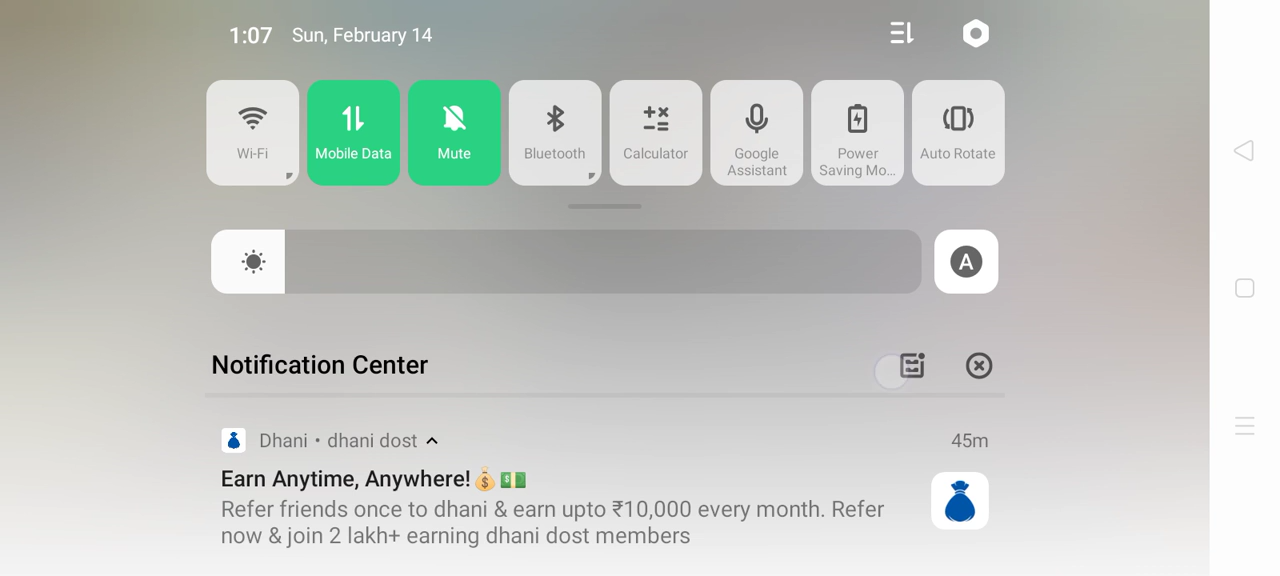 1:07 Sun, February 14
Wi-Fi
Mobile Data
Mute
Bluetooth
Calculator
Google
Assistant
Power
Saving Mo...
Auto Rotate
A
Notification Center
Dhani • dhani dost 45m
Earn Anytime, Anywhere!💰💵
Refer friends once to dhani & earn upto ₹10,000 every month. Refer
now & join 2 lakh+ earning dhani dost members